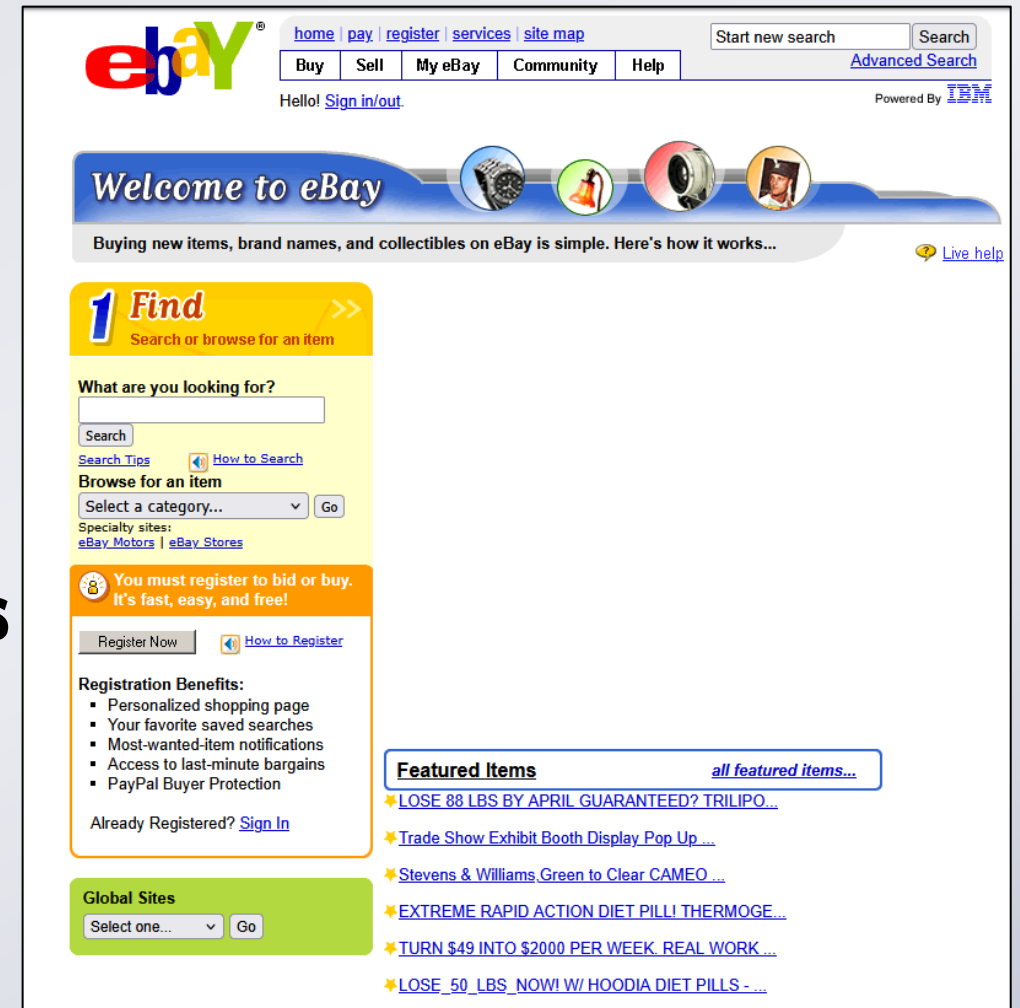 ebaY®
home | pay | register | services | site map
Start new search Search
Buy Sell My eBay Community Help
Advanced Search
Hello! Sign in/out.
Powered By IBM
Welcome to eBay
Buying new items, brand names, and collectibles on eBay is simple. Here's how it works...
Live help
1 Find
Search or browse for an item
What are you looking for?
Search
Search Tips How to Search
Browse for an item
Select a category... Go
Specialty sites:
eBay Motors | eBay Stores
You must register to bid or buy.
It's fast, easy, and free!
Register Now How to Register
Registration Benefits:
▪ Personalized shopping page
▪ Your favorite saved searches
▪ Most-wanted-item notifications
▪ Access to last-minute bargains
▪ PayPal Buyer Protection
Already Registered? Sign In
Global Sites
Select one... Go
Featured Items all featured items...
LOSE 88 LBS BY APRIL GUARANTEED? TRILIPO...
Trade Show Exhibit Booth Display Pop Up ...
Stevens & Williams,Green to Clear CAMEO ...
EXTREME RAPID ACTION DIET PILL! THERMOGE...
TURN $49 INTO $2000 PER WEEK. REAL WORK ...
LOSE_50_LBS_NOW! W/ HOODIA DIET PILLS - ...